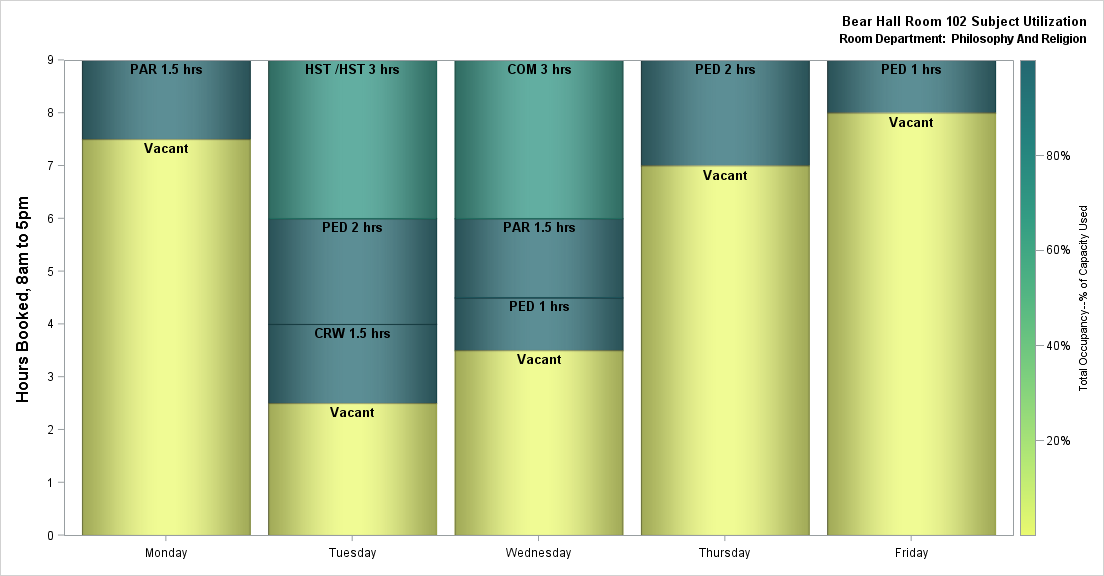 Bear Hall Room 102 Subject Utilization
Room Department: Philosophy And Religion
Hours Booked, 8am to 5pm
9
8
7
6
5
4
3
2
1
0
PAR 1.5 hrs
Vacant
HST /HST 3 hrs
PED 2 hrs
CRW 1.5 hrs
Vacant
COM 3 hrs
PAR 1.5 hrs
PED 1 hrs
Vacant
PED 2 hrs
Vacant
PED 1 hrs
Vacant
Monday
Tuesday
Wednesday
Thursday
Friday
80%
60%
40%
20%
Total Occupancy--% of Capacity Used